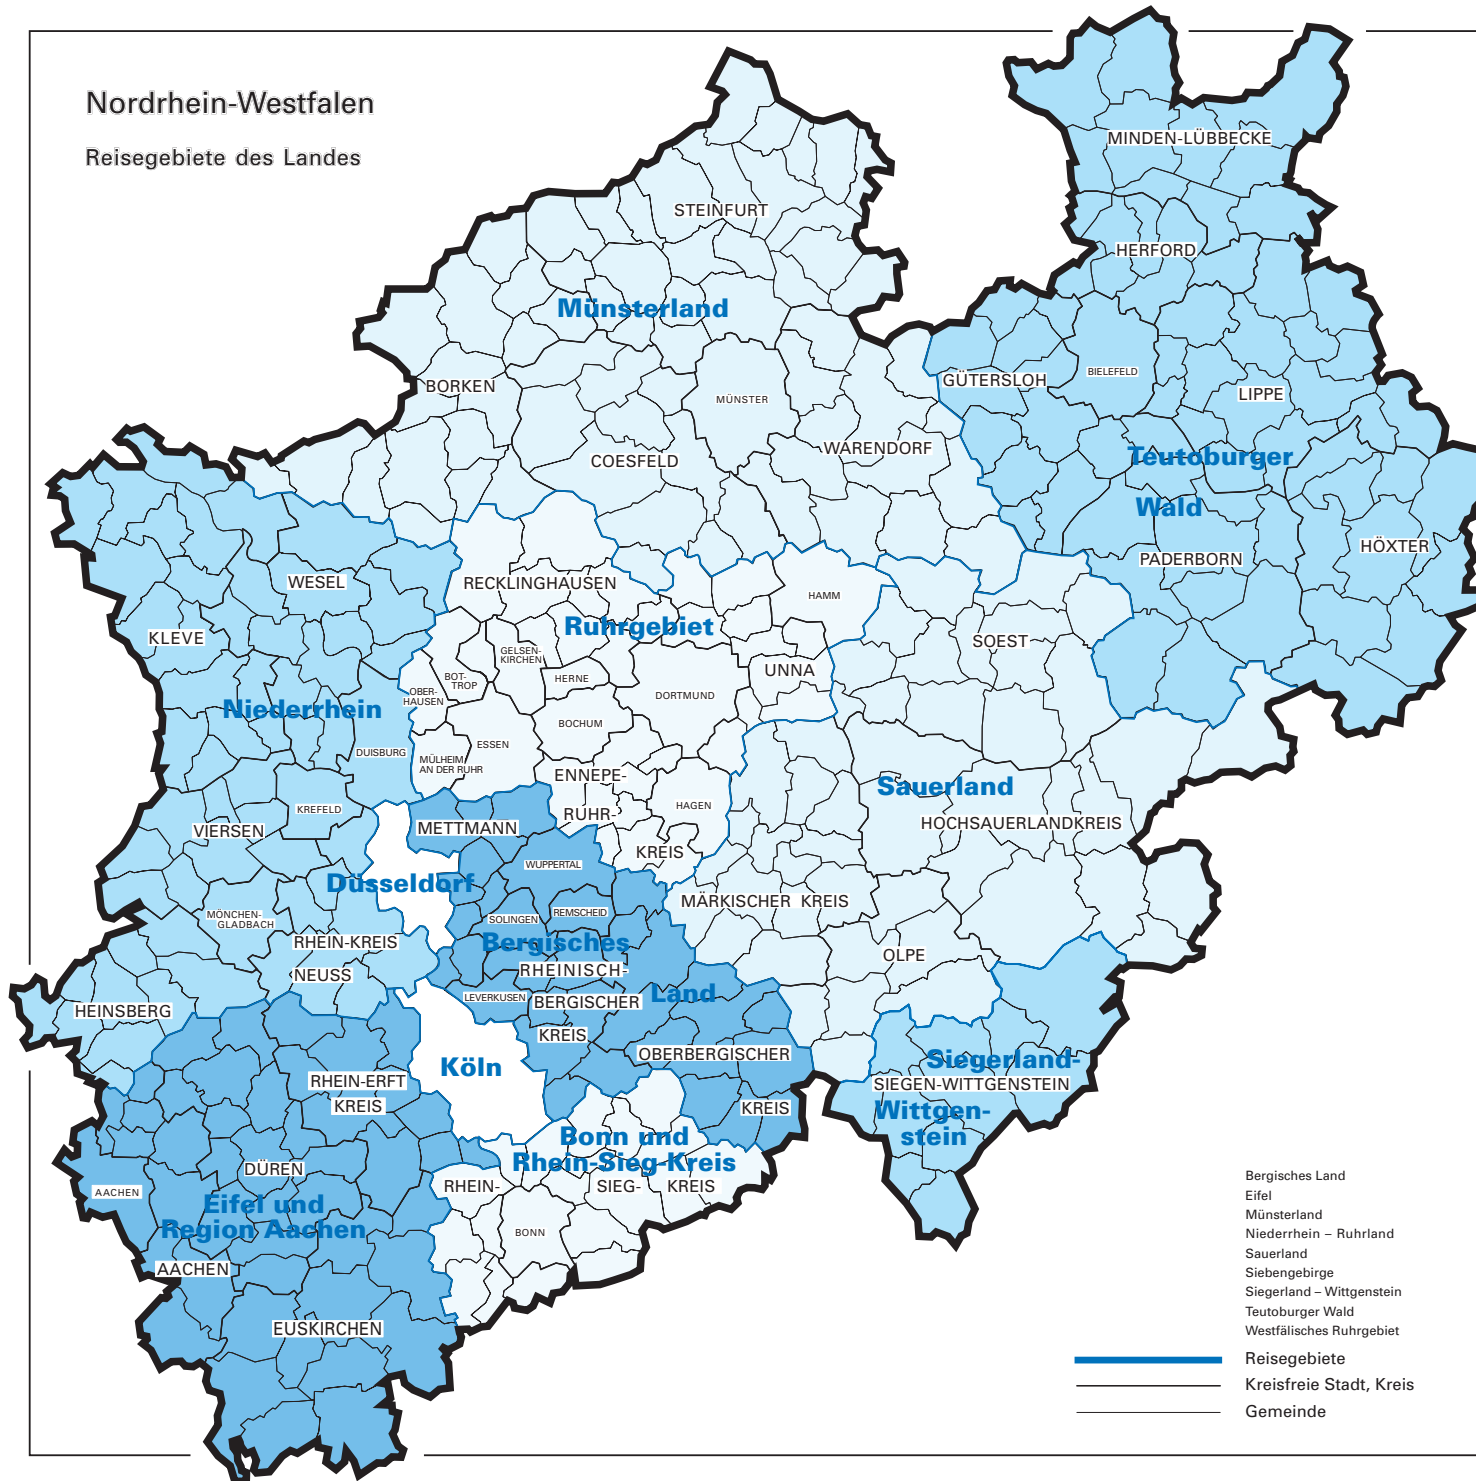 Nordrhein-Westfalen
Reisegebiete des Landes
MINDEN-LÜBBECKE
STEINFURT
HERFORD
Münsterland
BIELEFELD
GÜTERSLOH
BORKEN
LIPPE
MÜNSTER
WARENDORF
COESFELD
Teutoburger
Wald
HÖXTER
PADERBORN
WESEL
RECKLINGHAUSEN
HAMM
Ruhrgebiet
KLEVE
SOEST
GELSEN-
KIRCHEN
UNNA
HERNE
BOT-
TROP
OBER-
HAUSEN
DORTMUND
Niederrhein
BOCHUM
ESSEN
DUISBURG
MÜLHEIM
AN DER RUHR
ENNEPE-
RUHR-
KREIS
Sauerland
HAGEN
KREFELD
VIERSEN
METTMANN
HOCHSAUERLANDKREIS
WUPPERTAL
Düsseldorf
MÄRKISCHER KREIS
MÖNCHEN-
GLADBACH
SOLINGEN
REMSCHEID
RHEIN-KREIS
NEUSS
Bergisches
Land
OLPE
RHEINISCH-
BERGISCHER
KREIS
LEVERKUSEN
HEINSBERG
OBERBERGISCHER
KREIS
Köln
Siegerland-
SIEGEN-WITTGENSTEIN
Wittgen-
stein
RHEIN-ERFT
KREIS
Bonn und
Rhein-Sieg-Kreis
DÜREN
RHEIN-
SIEG-
KREIS
AACHEN
Eifel und
Region Aachen
BONN
AACHEN
EUSKIRCHEN
Bergisches Land
Eifel
Münsterland
Niederrhein – Ruhrland
Sauerland
Siebengebirge
Siegerland – Wittgenstein
Teutoburger Wald
Westfälisches Ruhrgebiet
Reisegebiete
Kreisfreie Stadt, Kreis
Gemeinde